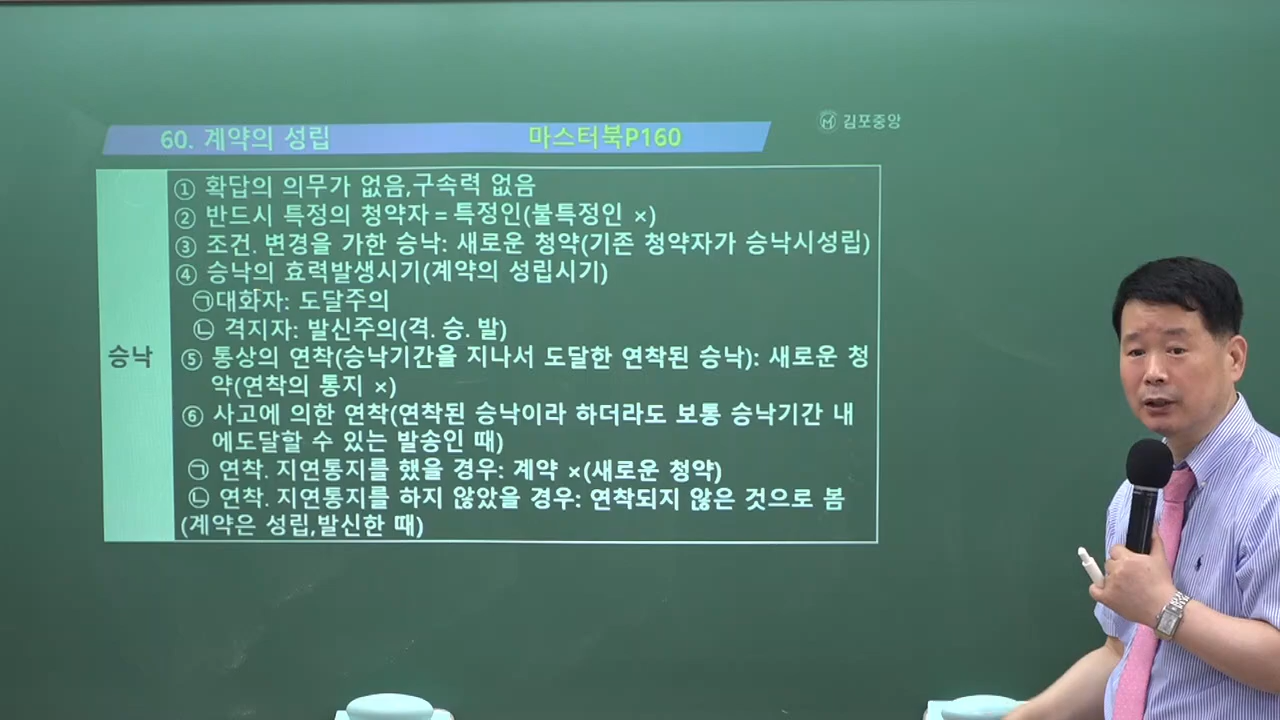 김포중앙
60. 계약의 성립 마스터북P160
승낙
① 확답의 의무가 없음,구속력 없음
② 반드시 특정의 청약자=특정인(불특정인 ×)
③ 조건. 변경을 가한 승낙: 새로운 청약(기존 청약자가 승낙시성립)
④ 승낙의 효력발생시기(계약의 성립시기)
㉠대화자: 도달주의
㉡ 격지자: 발신주의(격. 승. 발)
⑤ 통상의 연착(승낙기간을 지나서 도달한 연착된 승낙): 새로운 청
약(연착의 통지 ×)
⑥ 사고에 의한 연착(연착된 승낙이라 하더라도 보통 승낙기간 내
에도달할 수 있는 발송인 때)
㉠ 연착. 지연통지를 했을 경우: 계약 ×(새로운 청약)
㉡ 연착. 지연통지를 하지 않았을 경우: 연착되지 않은 것으로 봄
(계약은 성립,발신한 때)